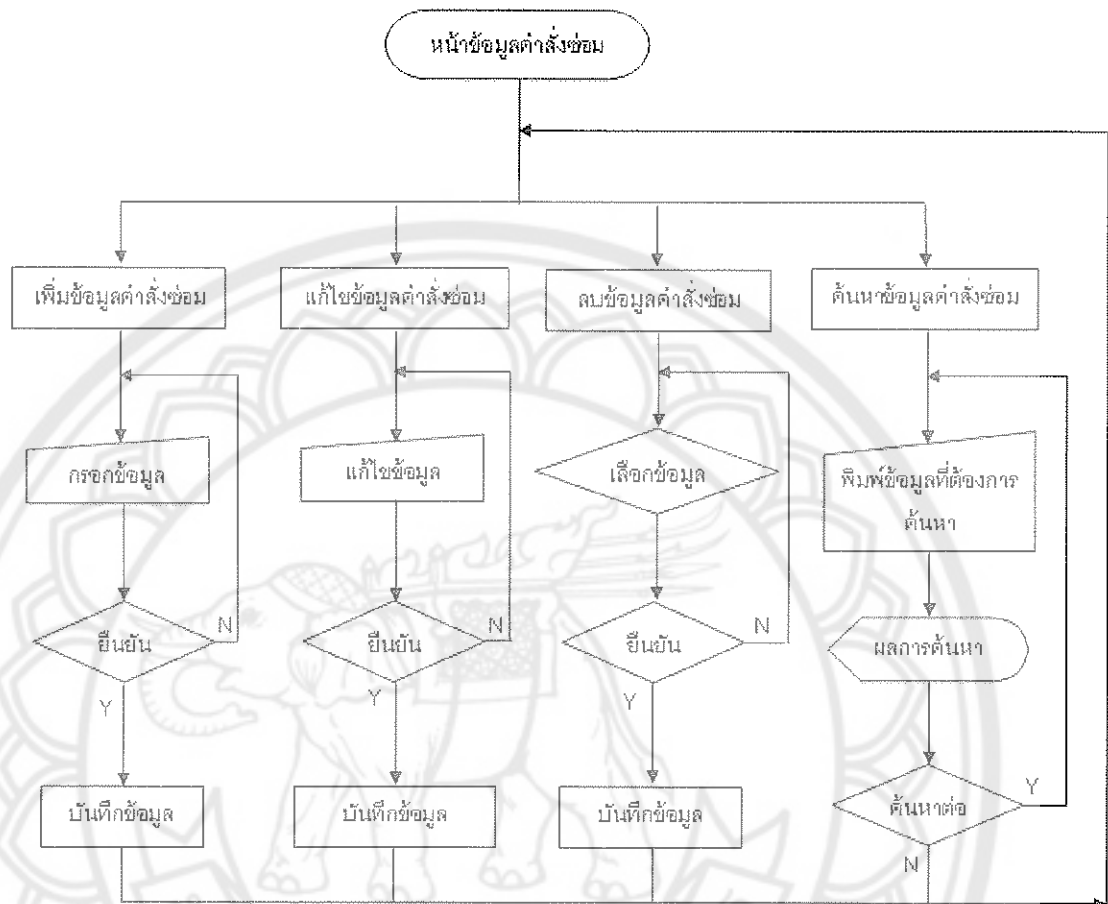 หน้าข้อมูลคำสั่งซ่อม
เพิ่มข้อมูลคำสั่งซ่อม
แก้ไขข้อมูลคำสั่งซ่อม
ลบข้อมูลคำสั่งซ่อม
ค้นหาข้อมูลคำสั่งซ่อม
กรอกข้อมูล
แก้ไขข้อมูล
เลือกข้อมูล
พิมพ์ข้อมูลที่ต้องการ
ค้นหา
ยืนยัน
N
ยืนยัน
N
ยืนยัน
N
ผลการค้นหา
Y
Y
Y
บันทึกข้อมูล
บันทึกข้อมูล
บันทึกข้อมูล
ค้นหาต่อ
Y
N